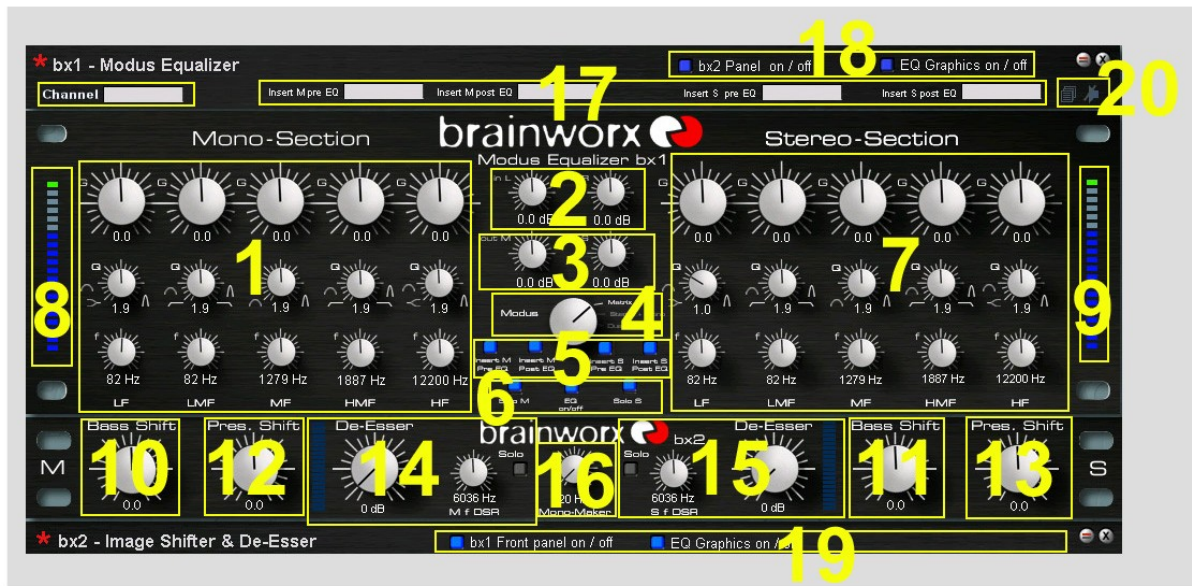 18
* bx1 - Modus Equalizer
bx2 Panel on / off
EQ Graphics on / off
X
Channel
Insert M pre EQ
Insert M post EQ
17
Insert S pre EQ
Insert S post EQ
20
Mono-Section
brainworx
Stereo-Section
Modus Equalizer bx1
G G G G G
in L
2
G G G G G
0.0 0.0 0.0 0.0 0.0
0.0 dB 0.0 dB
0.0 0.0 0.0 0.0 0.0
1
out M
3
7
Q Q Q Q Q
0.0 dB 0.0 dB
Q Q Q Q Q
8
1.9 1.9 1.9 1.9 1.9
Modus
Matrix
4
1.0 1.9 1.9 1.9 1.9
9
f f f f f
5
f f f f f
Insert M Pre EQ
Insert M Post EQ
Insert S Pre EQ
Insert S Post EQ
82 Hz 82 Hz 1279 Hz 1887 Hz 12200 Hz
6
82 Hz 82 Hz 1279 Hz 1887 Hz 12200 Hz
LF LMF MF HMF HF
Solo M
EQ on/off
Solo S
LF LMF MF HMF HF
M
Bass Shift
10
0.0
Pres. Shift
12
0.0
De-Esser
14
0 dB
Solo
6036 Hz
M f DSR
brainworx
bx2
16
20 Hz
Mono-Maker
Solo
6036 Hz
S f DSR
De-Esser
15
0 dB
Bass Shift
11
0.0
Pres. Shift
13
0.0
S
* bx2 - Image Shifter & De-Esser
bx1 Front panel on / off
EQ Graphics on /
19
X